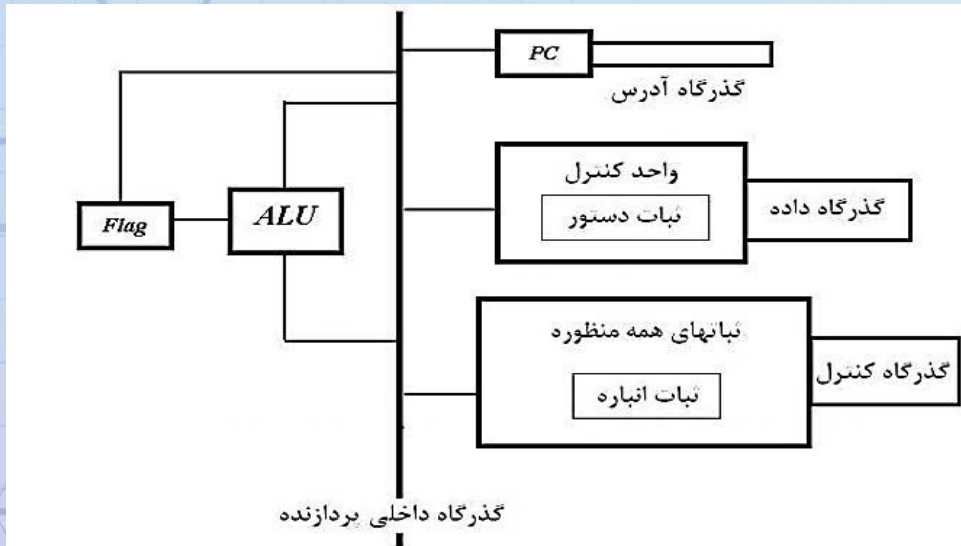 PC
گذرگاه آدرس
واحد کنترل
ثبات دستور
گذرگاه داده
Flag
ALU
ثباتهای همه منظوره
ثبات انباره
گذرگاه کنترل
گذرگاه داخلی پردازنده